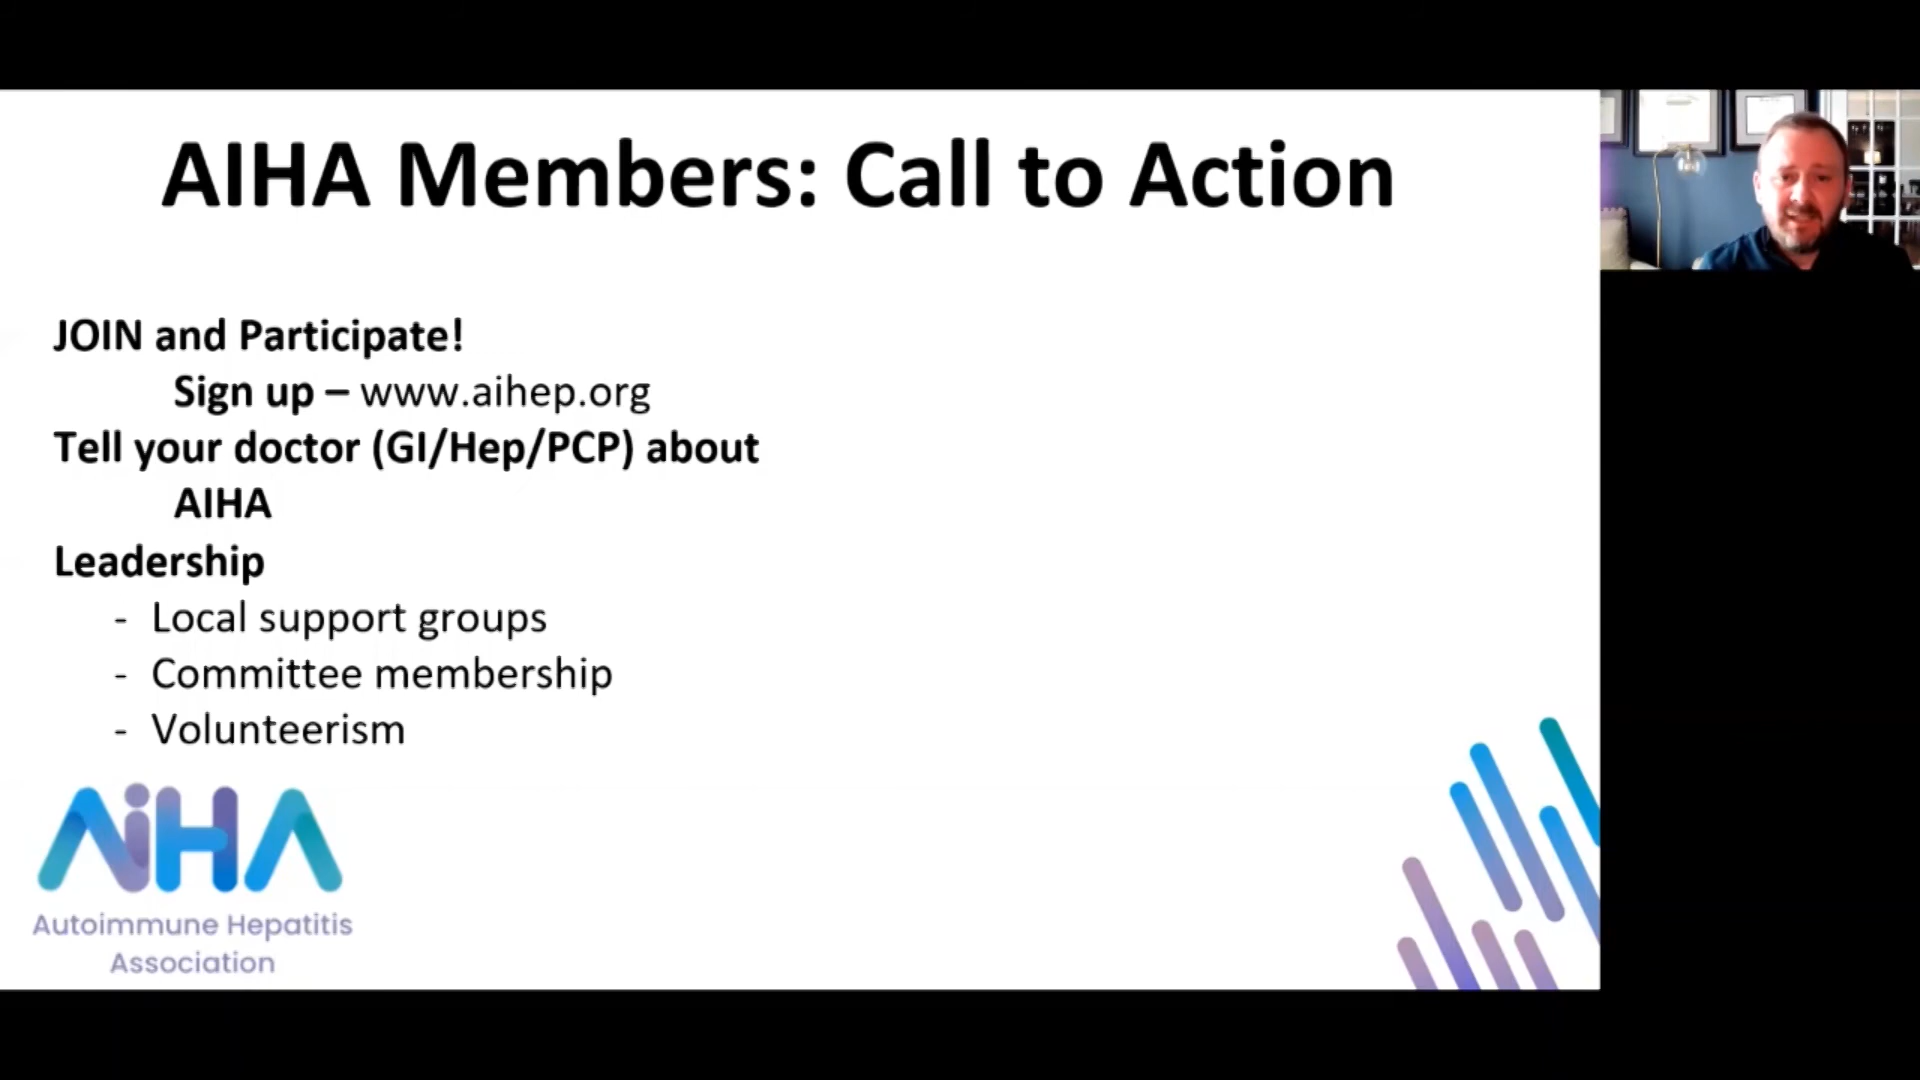 AIHA Members: Call to Action
JOIN and Participate!
Sign up – www.aihep.org
Tell your doctor (GI/Hep/PCP) about
AIHA
Leadership
- Local support groups
- Committee membership
- Volunteerism
AiHA
Autoimmune Hepatitis
Association